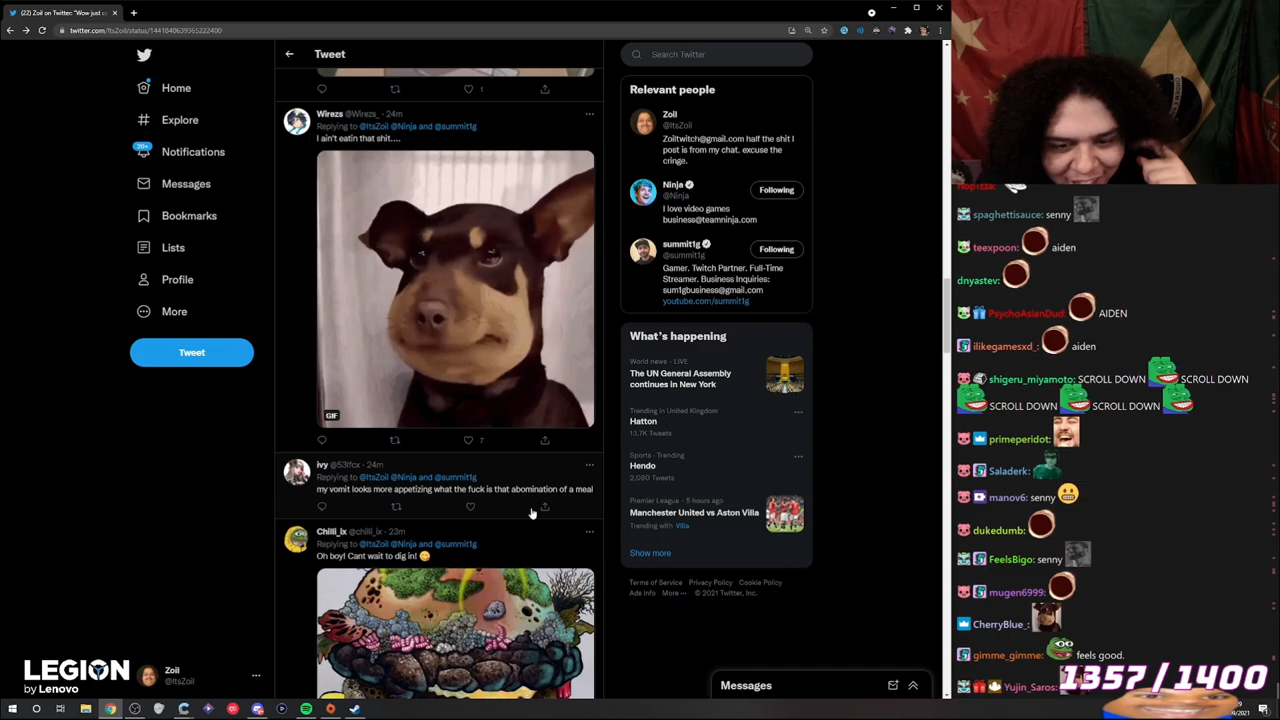 (22) Zoil on Twitter: "Wow just c
twitter.com/ItsZoil/status/1441840639365222400
Home
Explore
20+
Notifications
Messages
Bookmarks
Lists
Profile
More
Tweet
Zoil
@ItsZoil
LEGION
by Lenovo
Tweet
1
Wirezs @Wirezs_ · 24m
Replying to @ItsZoil @Ninja and @summit1g
I ain't eatin that shit....
GIF
7
ivy @53lfcx · 24m
Replying to @ItsZoil @Ninja and @summit1g
my vomit looks more appetizing what the fuck is that abomination of a meal
Chilli_ix @chilli_ix · 23m
Replying to @ItsZoil @Ninja and @summit1g
Oh boy! Cant wait to dig in!
Search Twitter
Relevant people
Zoil
@ItsZoil
Zoiltwitch@gmail.com half the shit I
post is from my chat. excuse the
cringe.
Ninja
@Ninja
Following
I love video games
business@teamninja.com
summit1g
@summit1g
Following
Gamer. Twitch Partner. Full-Time
Streamer. Business Inquiries:
sum1gbusiness@gmail.com
youtube.com/summit1g
What's happening
World news · LIVE
The UN General Assembly
continues in New York
Trending in United Kingdom
Hatton
13.7K Tweets
Sports · Trending
Hendo
2,080 Tweets
Premier League · 5 hours ago
Manchester United vs Aston Villa
Trending with Villa
Show more
Terms of Service Privacy Policy Cookie Policy
Ads info More ··· © 2021 Twitter, Inc.
Messages
spaghettisauce: senny
teexpoon: aiden
dnyastev:
PsychoAsianDud: AIDEN
ilikegamesxd_: aiden
shigeru_miyamoto: SCROLL DOWN SCROLL DOWN
SCROLL DOWN SCROLL DOWN
primeperidot:
Saladerk:
manov6: senny
dukedumb:
FeelsBigo: senny
mugen6999:
CherryBlue_:
gimme_gimme: feels good.
Yujin_Saros:
1357/1400